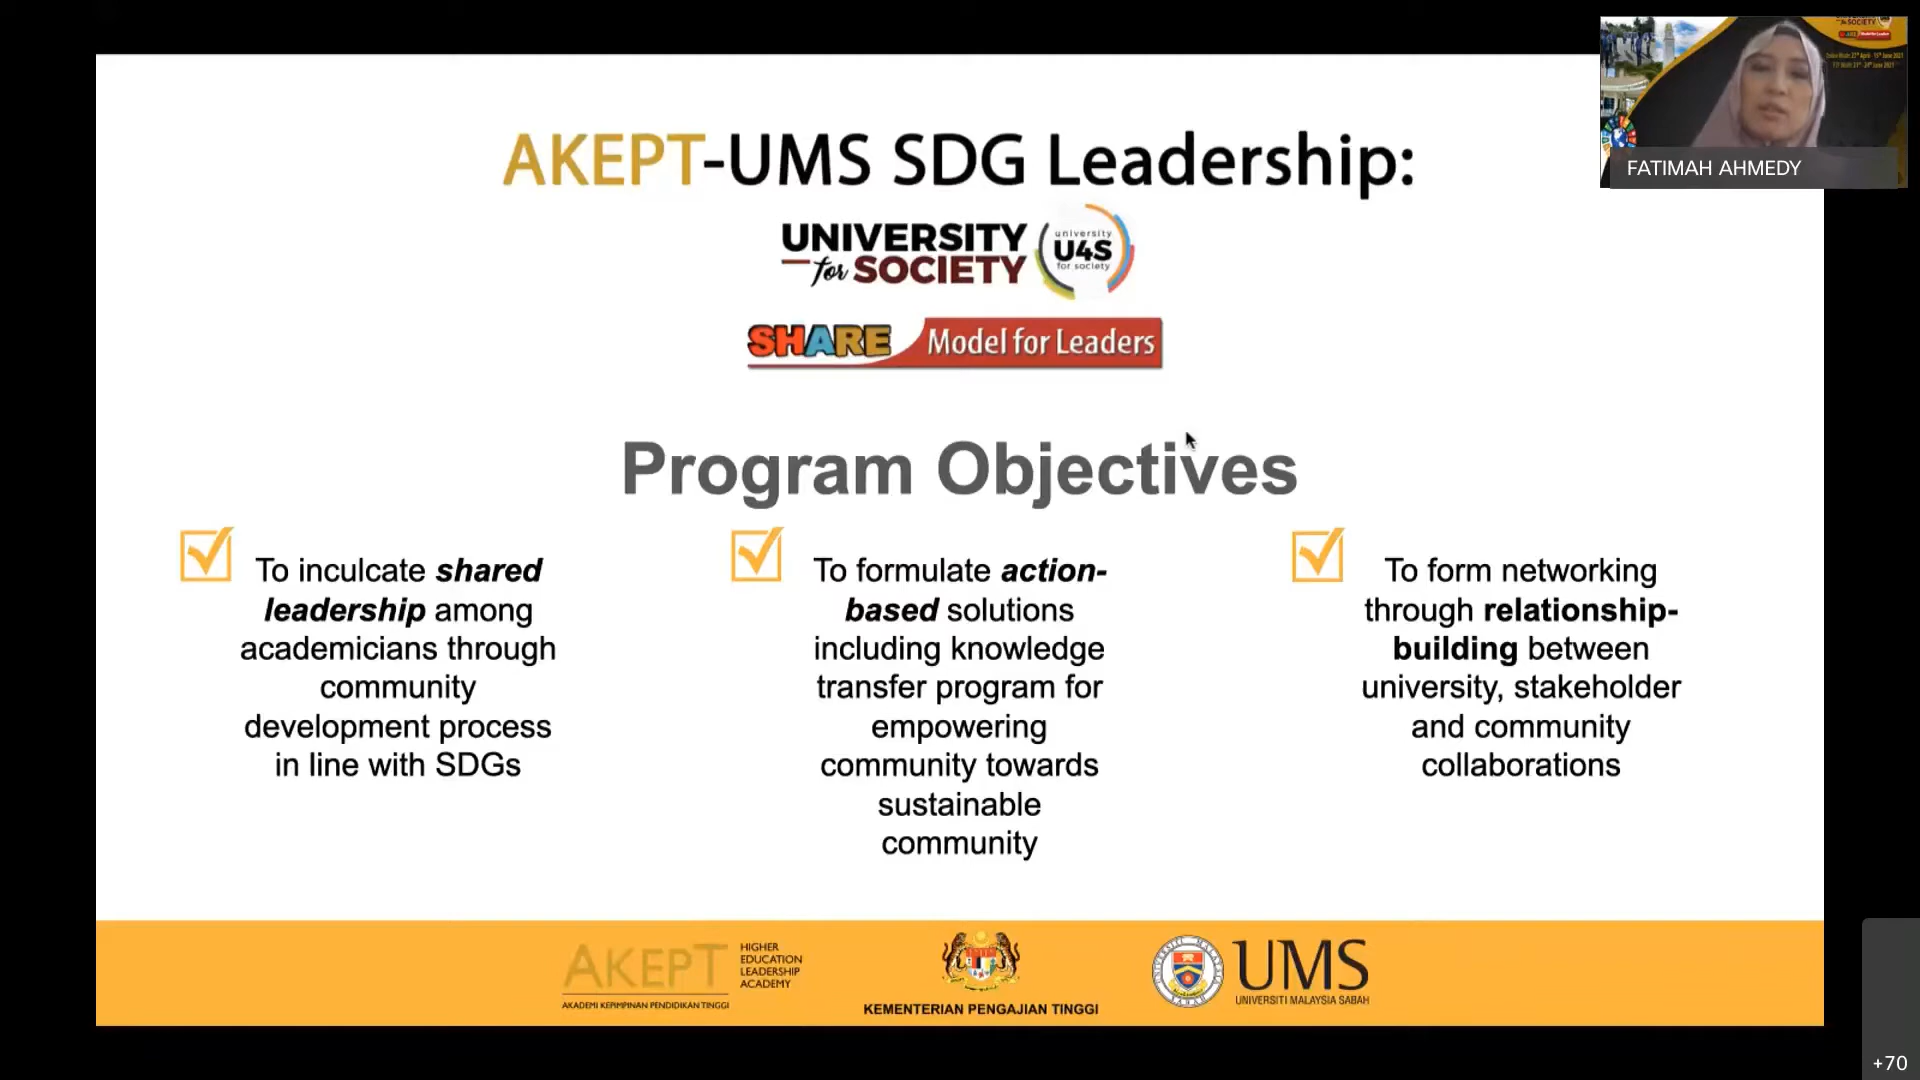 AKEPT-UMS SDG Leadership:
UNIVERSITY
for SOCIETY
university
U4S
for society
SHARE Model for Leaders
Program Objectives
To inculcate shared
leadership among
academicians through
community
development process
in line with SDGs
To formulate action-
based solutions
including knowledge
transfer program for
empowering
community towards
sustainable
community
To form networking
through relationship-
building between
university, stakeholder
and community
collaborations
AKEPT
HIGHER
EDUCATION
LEADERSHIP
ACADEMY
AKADEMI KEPIMPINAN PENDIDIKAN TINGGI
KEMENTERIAN PENGAJIAN TINGGI
UMS
UNIVERSITI MALAYSIA SABAH
for SOCIETY
FATIMAH AHMEDY
+70